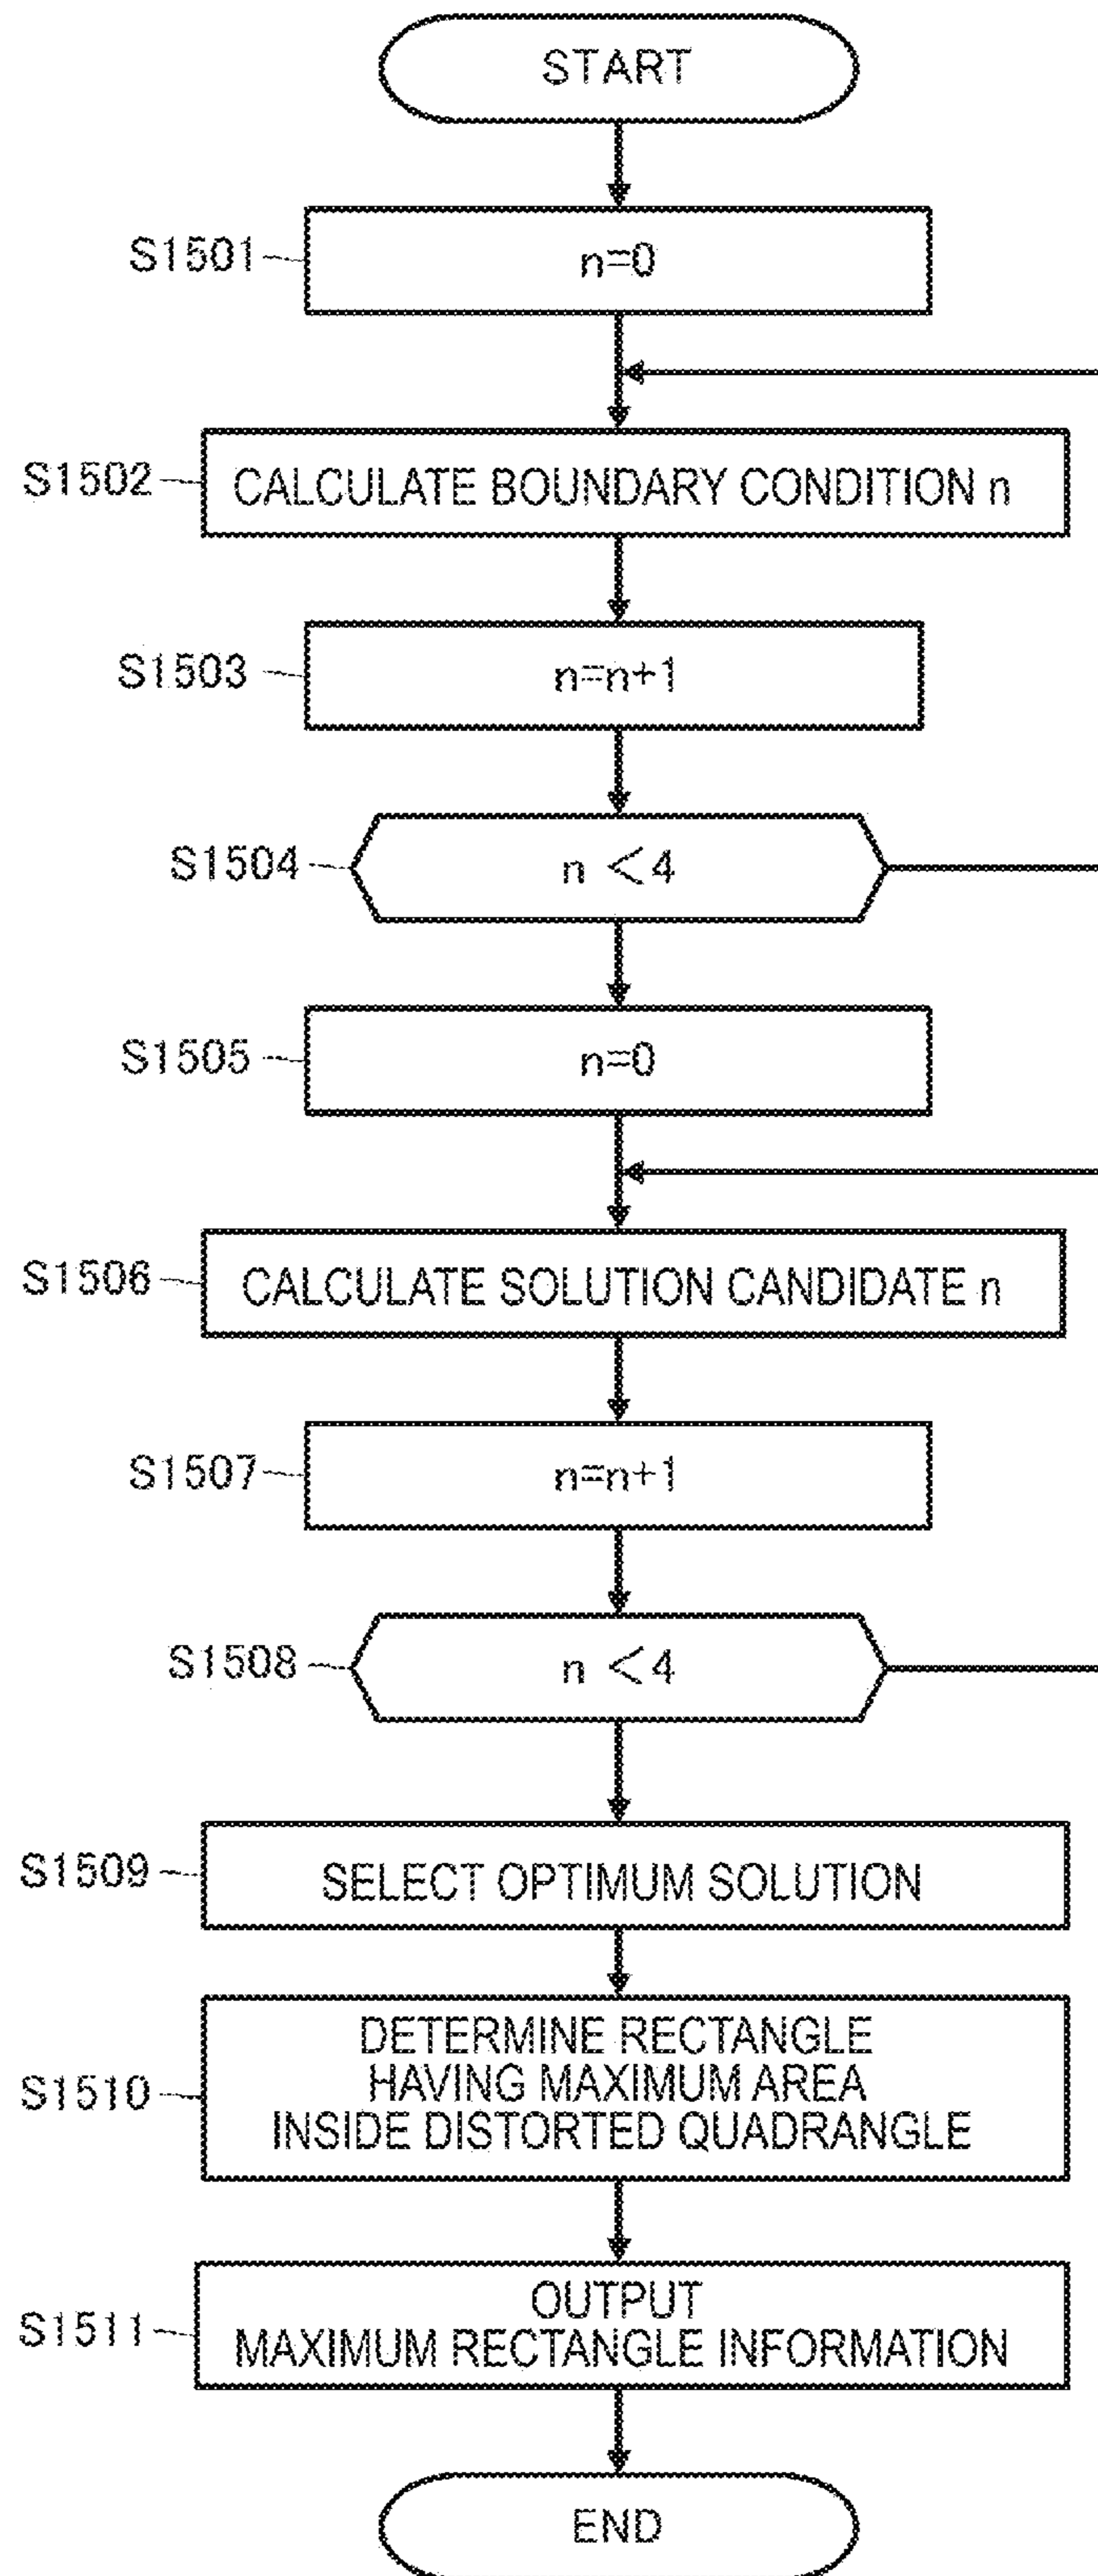 START
S1501
n=0
S1502
CALCULATE BOUNDARY CONDITION n
S1503
n=n+1
S1504
n <4
S1505
n=0
S1506
CALCULATE SOLUTION CANDIDATE n
S1507
n=n+1
S1508
n <4
S1509
SELECT OPTIMUM SOLUTION
S1510
DETERMINE RECTANGLE
HAVING MAXIMUM AREA
INSIDE DISTORTED QUADRANGLE
S1511
OUTPUT
MAXIMUM RECTANGLE INFORMATION
END